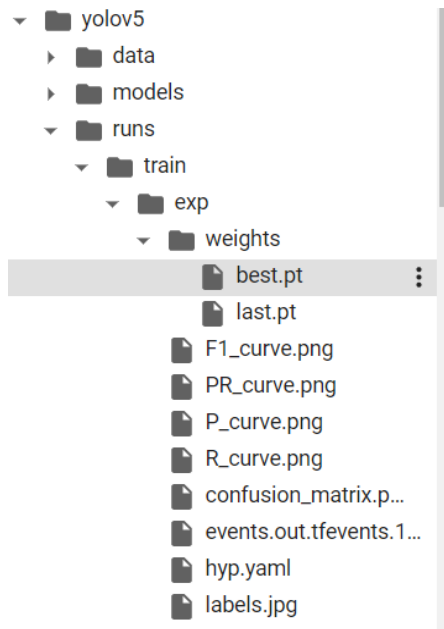 yolov5
data
models
runs
train
exp
weights
best.pt
last.pt
F1_curve.png
PR_curve.png
P_curve.png
R_curve.png
confusion_matrix.p...
events.out.tfevents.1...
hyp.yaml
labels.jpg